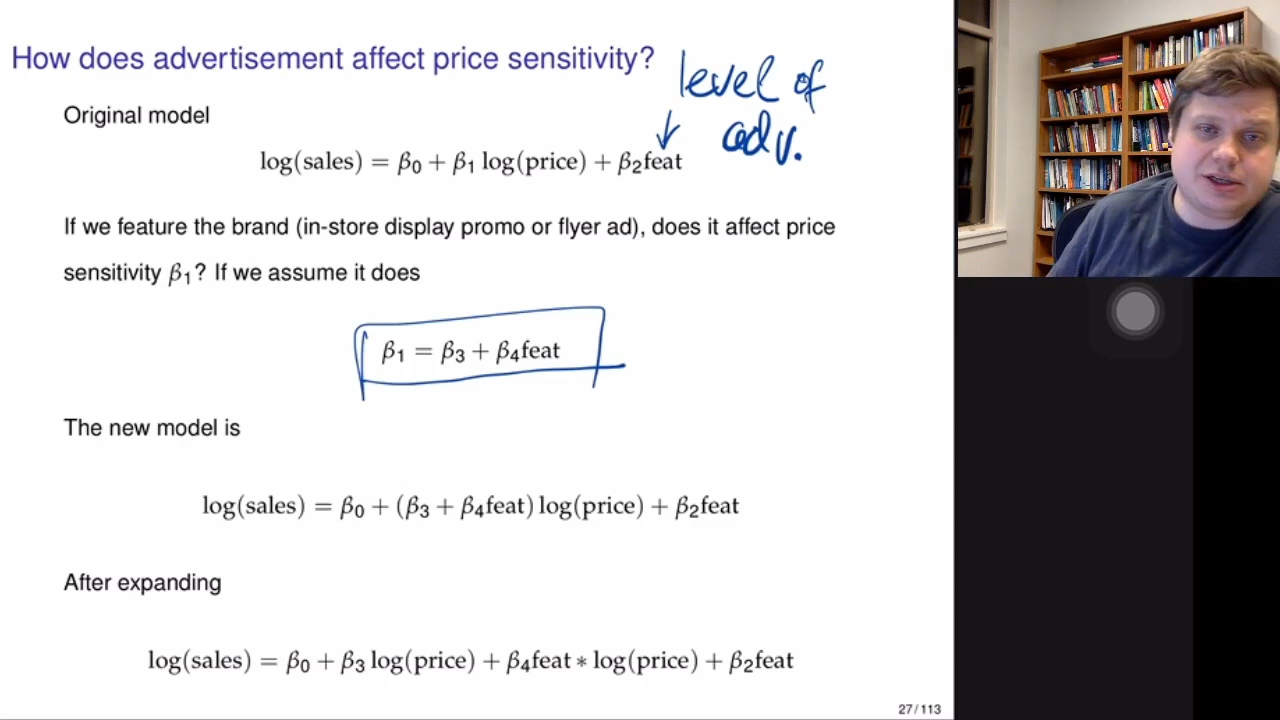 How does advertisement affect price sensitivity?
level of
adv.
Original model
log(sales) = β₀ + β₁ log(price) + β₂feat
If we feature the brand (in-store display promo or flyer ad), does it affect price
sensitivity β₁? If we assume it does
β₁ = β₃ + β₄feat
The new model is
log(sales) = β₀ + (β₃ + β₄feat) log(price) + β₂feat
After expanding
log(sales) = β₀ + β₃ log(price) + β₄feat * log(price) + β₂feat
27/113